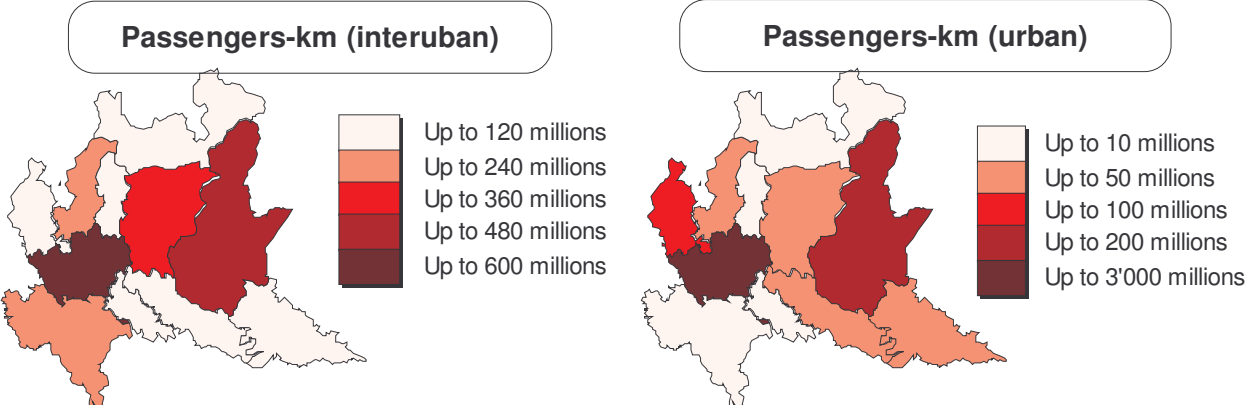 Passengers-km (interuban)
Up to 120 millions
Up to 240 millions
Up to 360 millions
Up to 480 millions
Up to 600 millions
Passengers-km (urban)
Up to 10 millions
Up to 50 millions
Up to 100 millions
Up to 200 millions
Up to 3'000 millions